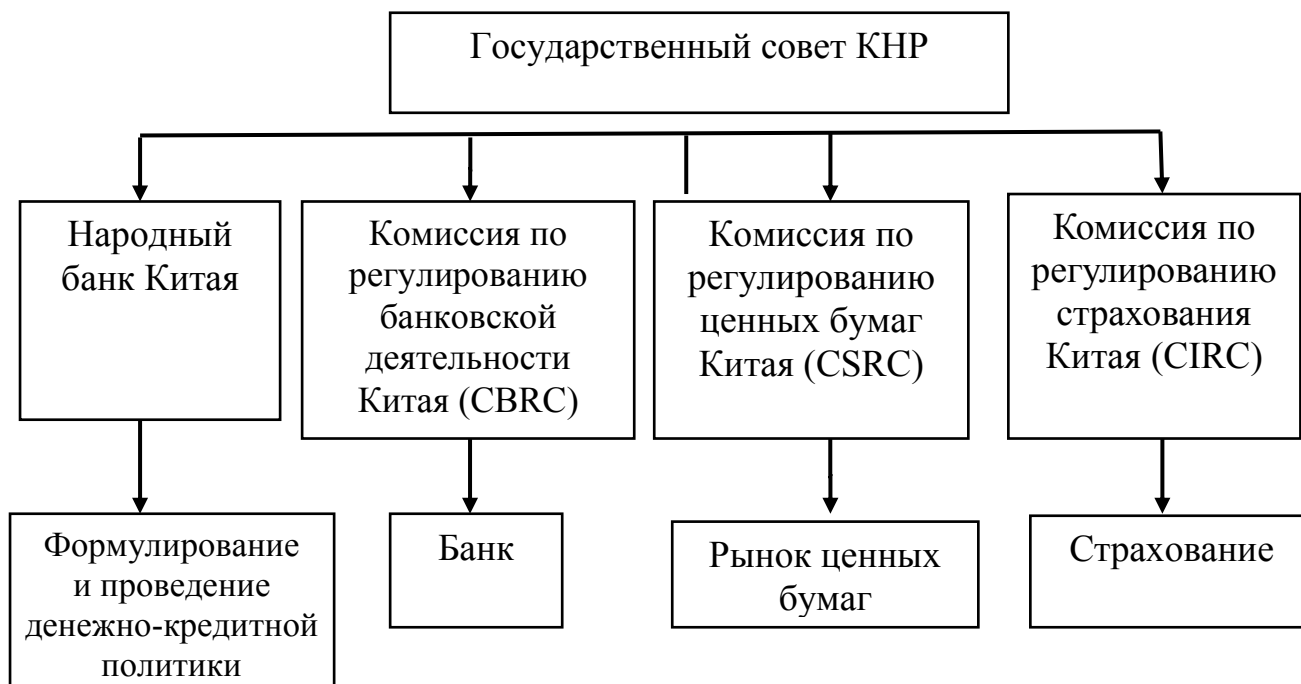 Государственный совет КНР
Народный
банк Китая
Комиссия по
регулированию
банковской
деятельности
Китая (CBRC)
Комиссия по
регулированию
ценных бумаг
Китая (CSRC)
Комиссия по
регулированию
страхования
Китая (CIRC)
Формулирование
и проведение
денежно-кредитной
политики
Банк
Рынок ценных
бумаг
Страхование